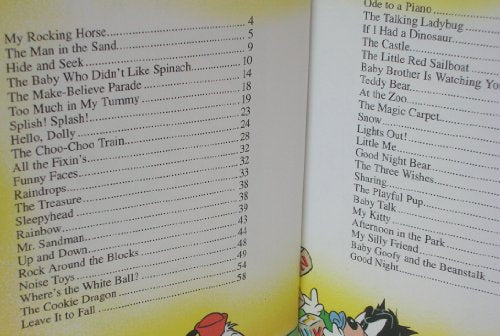 My Rocking Horse 4
The Man in the Sand 5
Hide and Seek 9
The Baby Who Didn't Like Spinach 10
The Make-Believe Parade 14
Too Much in My Tummy 18
Splish! Splash! 19
Hello, Dolly 23
The Choo-Choo Train 24
All the Fixin's 28
Funny Faces 32
Raindrops 32
The Treasure 33
Sleepyhead 38
Rainbow 38
Mr. Sandman 39
Up and Down 43
Rock Around the Blocks 44
Noise Toys 48
Where's the White Ball? 49
The Cookie Dragon 54
Leave It to Fall 58
Ode to a Piano
The Talking Ladybug
If I Had a Dinosaur
The Castle
The Little Red Sailboat
Baby Brother Is Watching You
Teddy Bear
At the Zoo
The Magic Carpet
Snow
Lights Out!
Little Me
Good Night Bear
The Three Wishes
Sharing
The Playful Pup
Baby Talk
My Kitty
Afternoon in the Park
My Silly Friend
Baby Goofy and the Beanstalk
Good Night